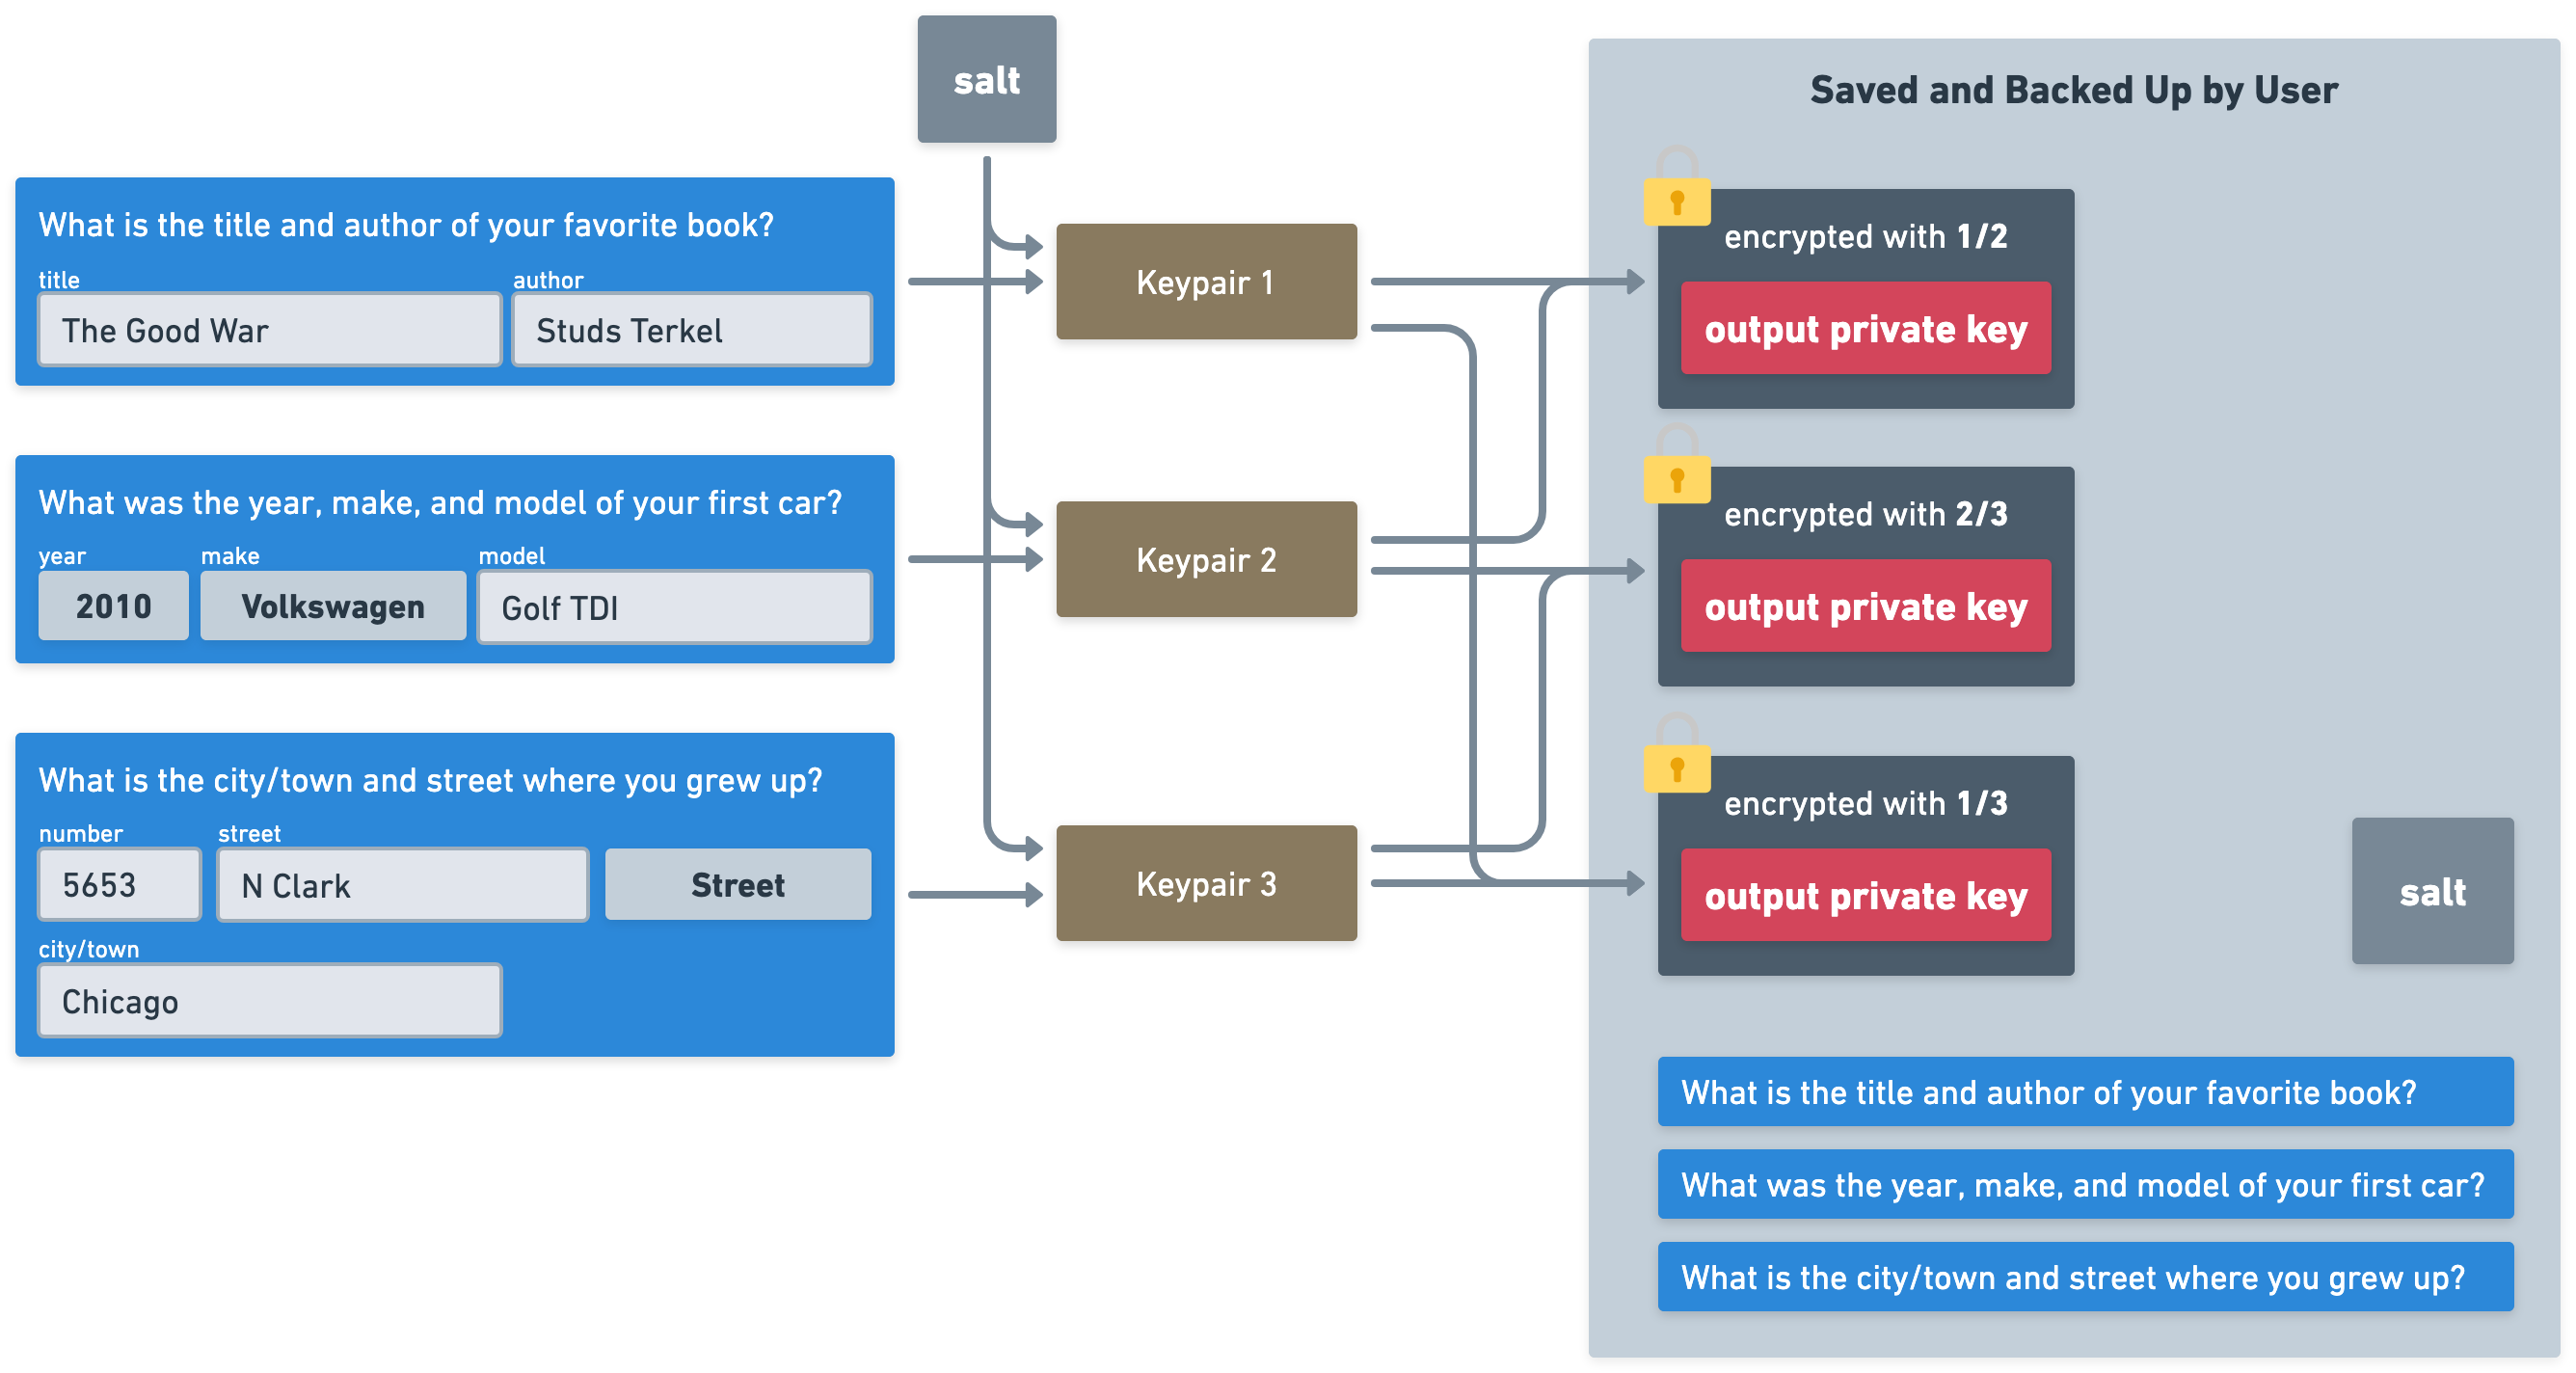 salt
What is the title and author of your favorite book?
title author
The Good War Studs Terkel
What was the year, make, and model of your first car?
year make model
2010 Volkswagen Golf TDI
What is the city/town and street where you grew up?
number street
5653 N Clark Street
city/town
Chicago
Keypair 1
Keypair 2
Keypair 3
Saved and Backed Up by User
encrypted with 1/2
output private key
encrypted with 2/3
output private key
encrypted with 1/3
output private key
salt
What is the title and author of your favorite book?
What was the year, make, and model of your first car?
What is the city/town and street where you grew up?